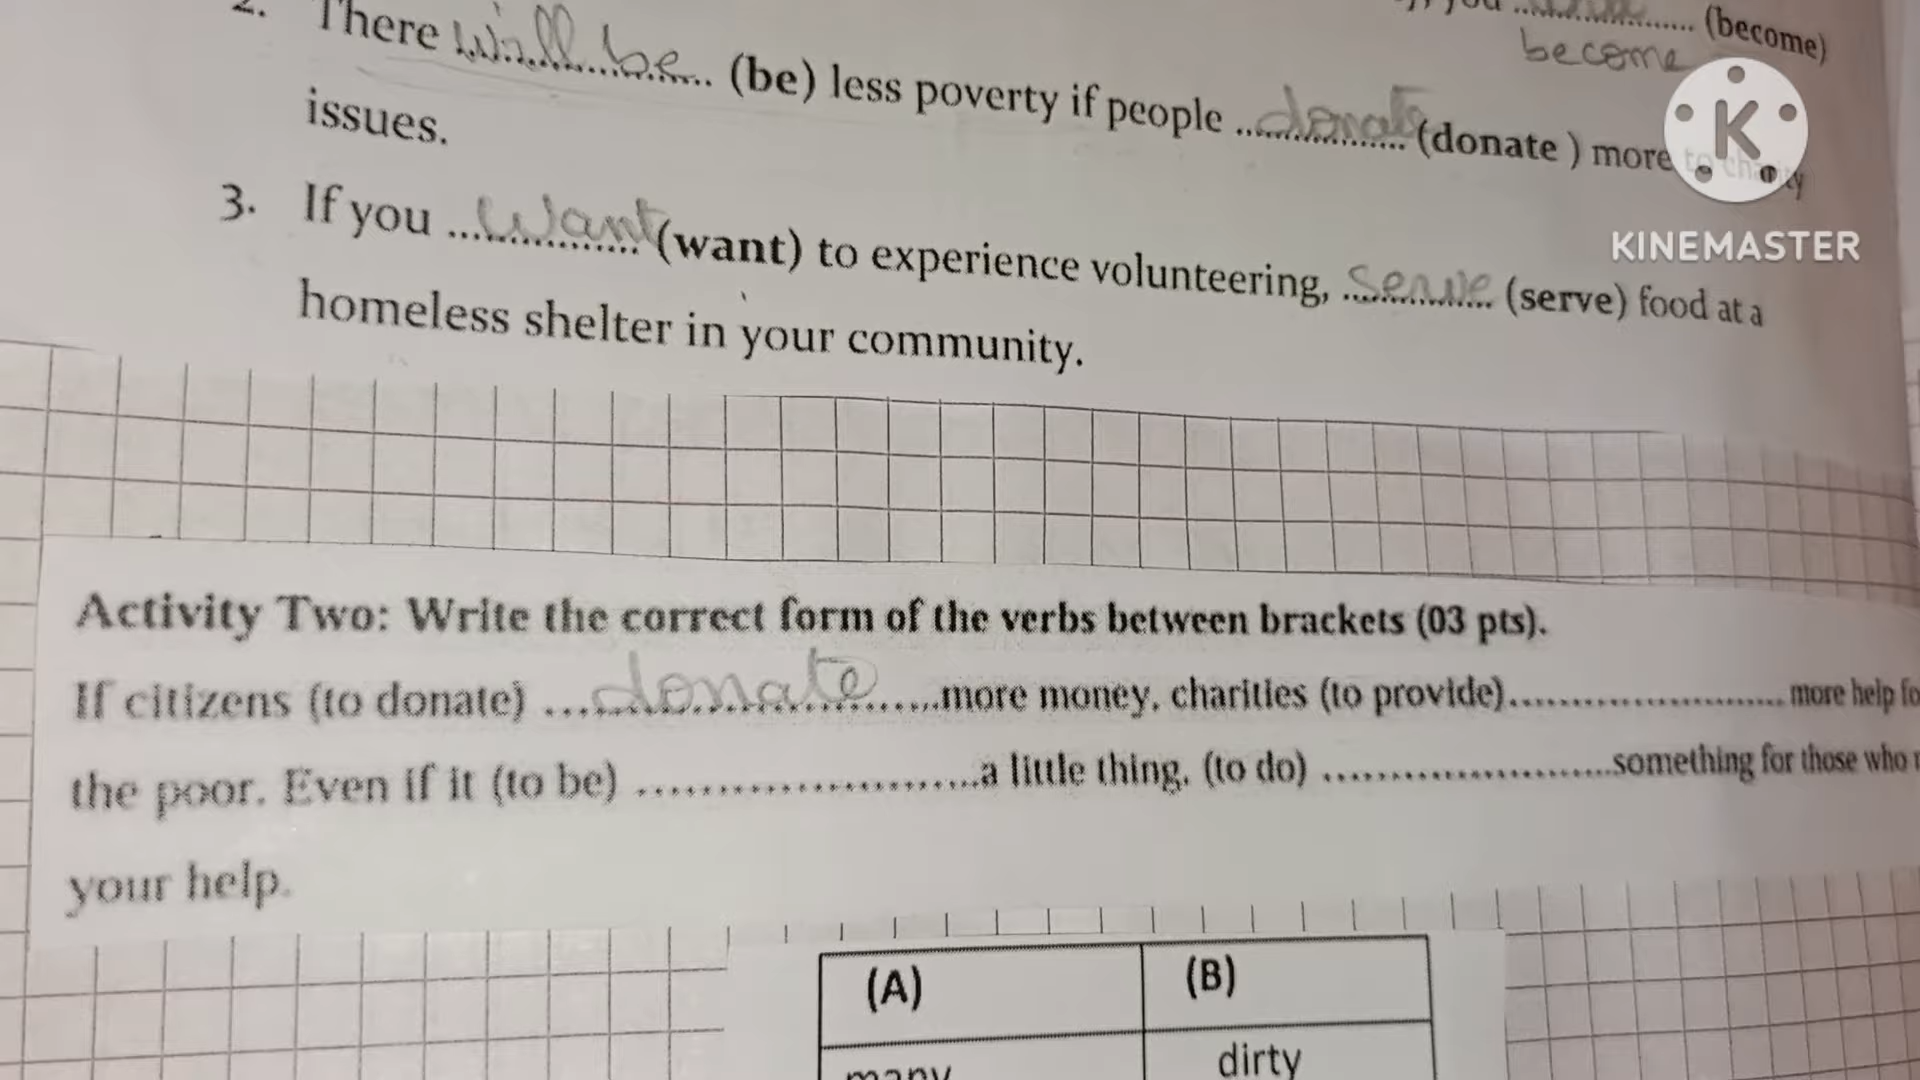 2. There will be (be) less poverty if people donate (donate ) more to charity
............ (become)
become
issues.
KINEMASTER
3. If you ...want (want) to experience volunteering, serve (serve) food at a
homeless shelter in your community.
Activity Two: Write the correct form of the verbs between brackets (03 pts).
If citizens (to donate) ...donate.....more money, charities (to provide)........................ more help fo
the poor. Even if it (to be) ..............................a little thing, (to do) ..........................something for those who
your help.
(A) (B)
many dirty